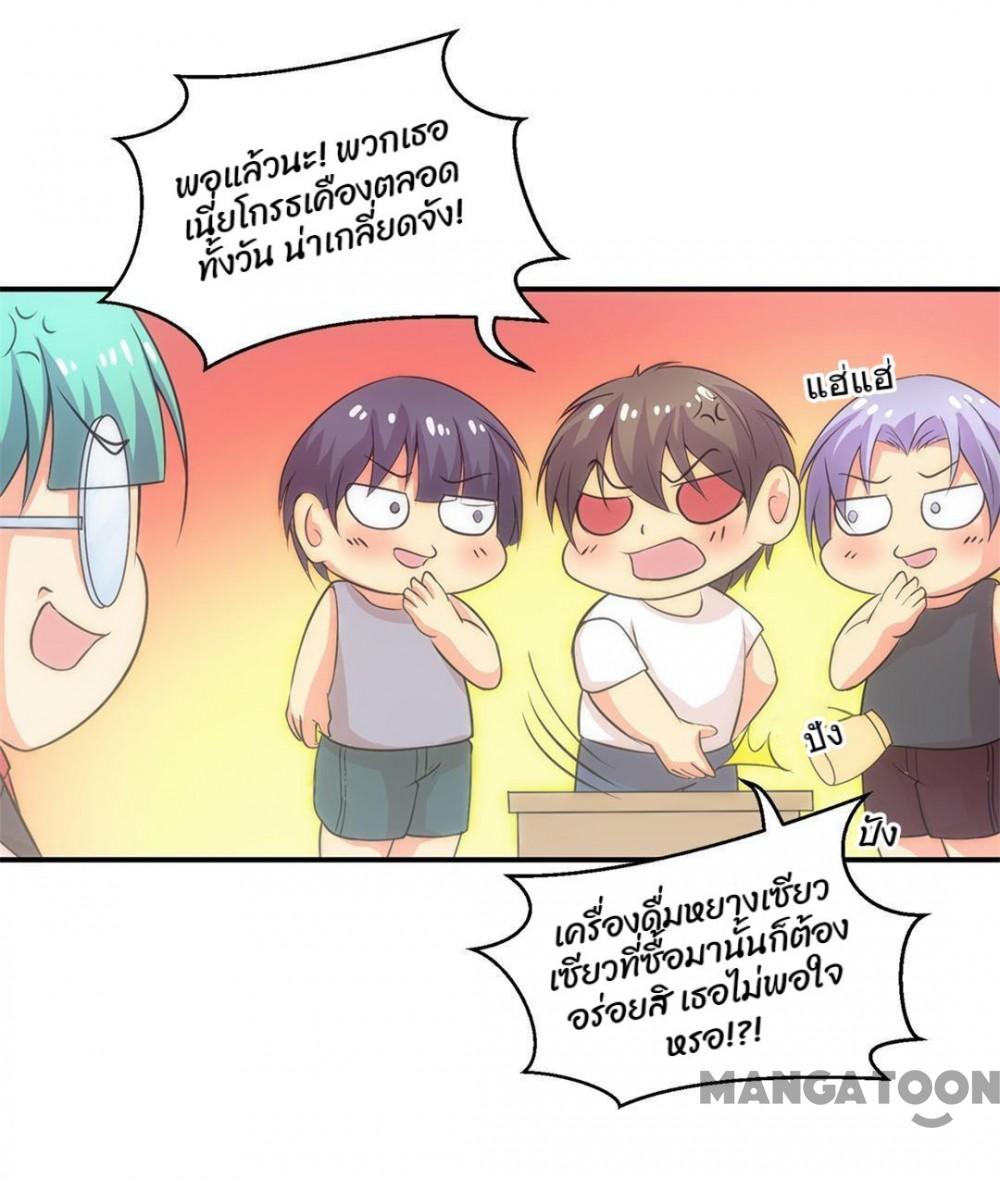 พอแล้วนะ! พวกเธอ
เนี่ยโกรธเคืองตลอด
ทั้งวัน น่าเกลียดจัง!
แฮ่แฮ่
ปัง
ปัง
เครื่องดื่มหยางเซียว
เซียวที่ซื้อมานั้นก็ต้อง
อร่อยสิ เธอไม่พอใจ
หรอ!?!
MANGATOON